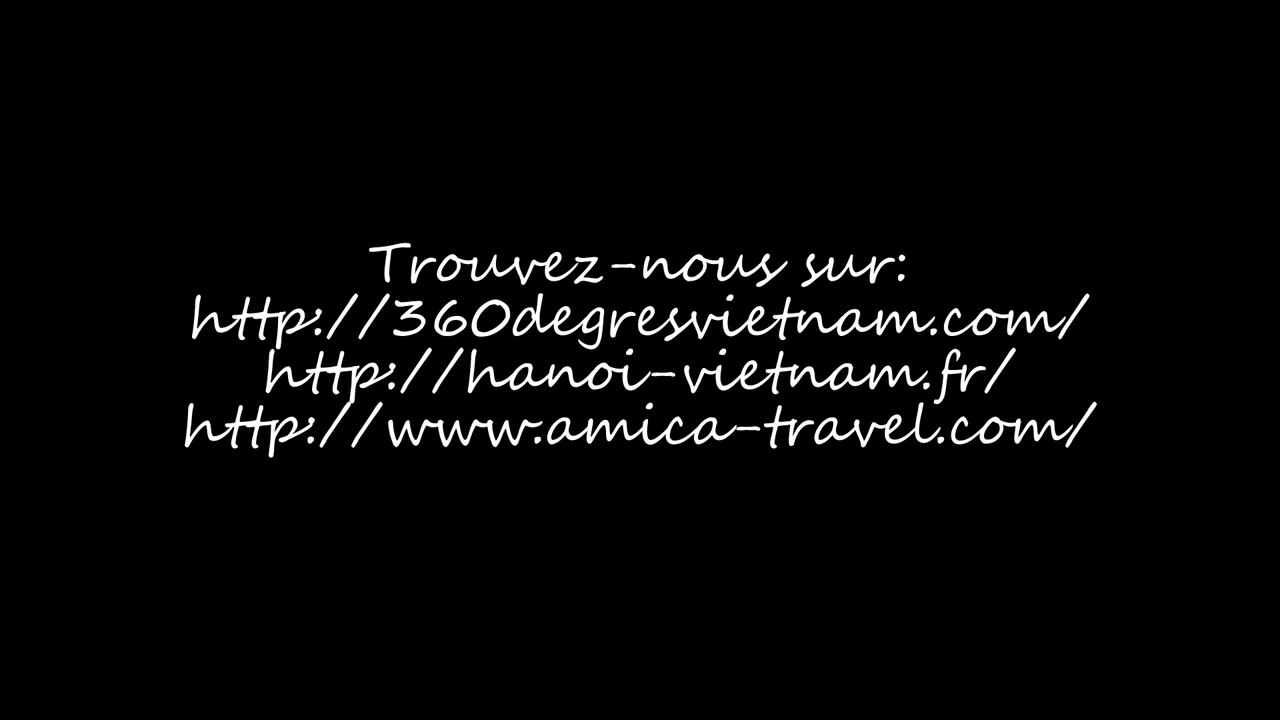 Trouvez-nous sur:
http://360degresvietnam.com/
http://hanoi-vietnam.fr/
http://www.amica-travel.com/